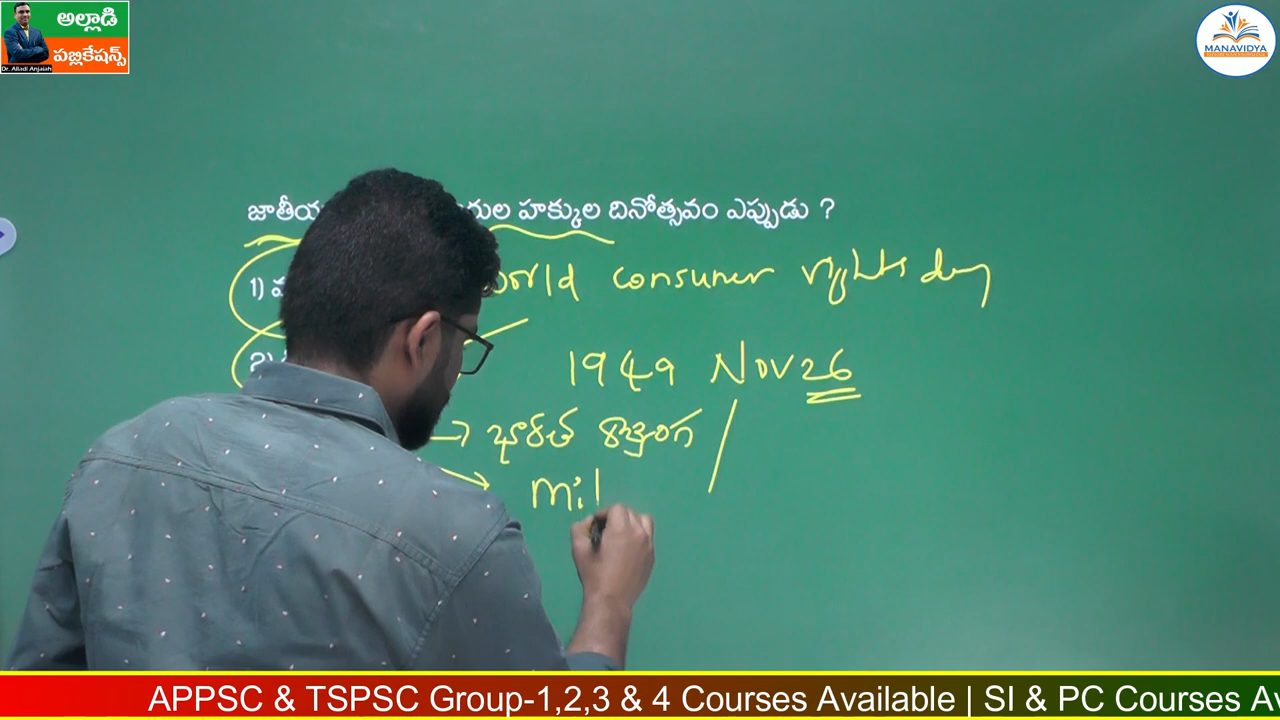 అల్లాడి
పబ్లికేషన్స్
Dr. Alladi Anjaiah
MANAVIDYA
జాతీయ హక్కుల దినోత్సవం ఎప్పుడు ?
1)
world consumer rights day
2)
1949 Nov 26
→ భారత రాజ్యాంగ
→ mil
APPSC & TSPSC Group-1,2,3 & 4 Courses Available | SI & PC Courses Av